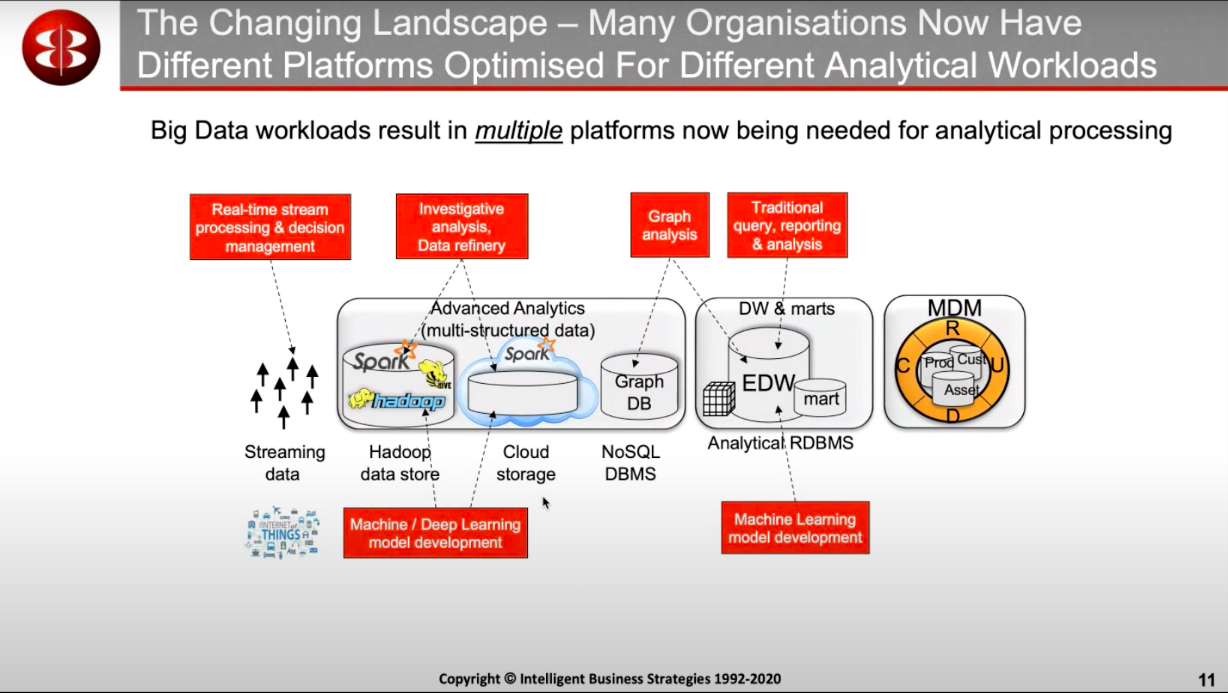 The Changing Landscape – Many Organisations Now Have
Different Platforms Optimised For Different Analytical Workloads
Big Data workloads result in multiple platforms now being needed for analytical processing
Real-time stream
processing & decision
management
Investigative
analysis,
Data refinery
Graph
analysis
Traditional
query, reporting
& analysis
Advanced Analytics
(multi-structured data)
DW & marts
MDM
Spark
HIVE
hadoop
Spark
Graph
DB
EDW
mart
R
C
Prod
Cust
U
Asset
D
Streaming
data
Hadoop
data store
Cloud
storage
NoSQL
DBMS
Analytical RDBMS
INTERNET of
THINGS
Machine / Deep Learning
model development
Machine Learning
model development
Copyright © Intelligent Business Strategies 1992-2020
11